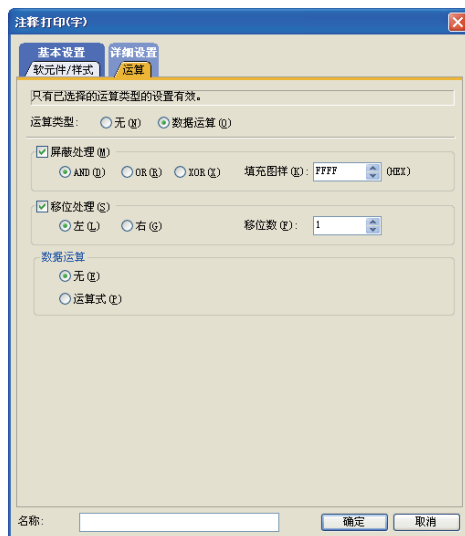 注释打印(字)
基本设置 详细设置
软元件/样式 运算
只有已选择的运算类型的设置有效。
运算类型: 无(N) 数据运算(O)
屏蔽处理(M)
AND(D) OR(R) XOR(X) 填充图样(K): FFFF (HEX)
移位处理(S)
左(L) 右(G) 移位数(F): 1
数据运算
无(E)
运算式(P)
名称: 确定 取消